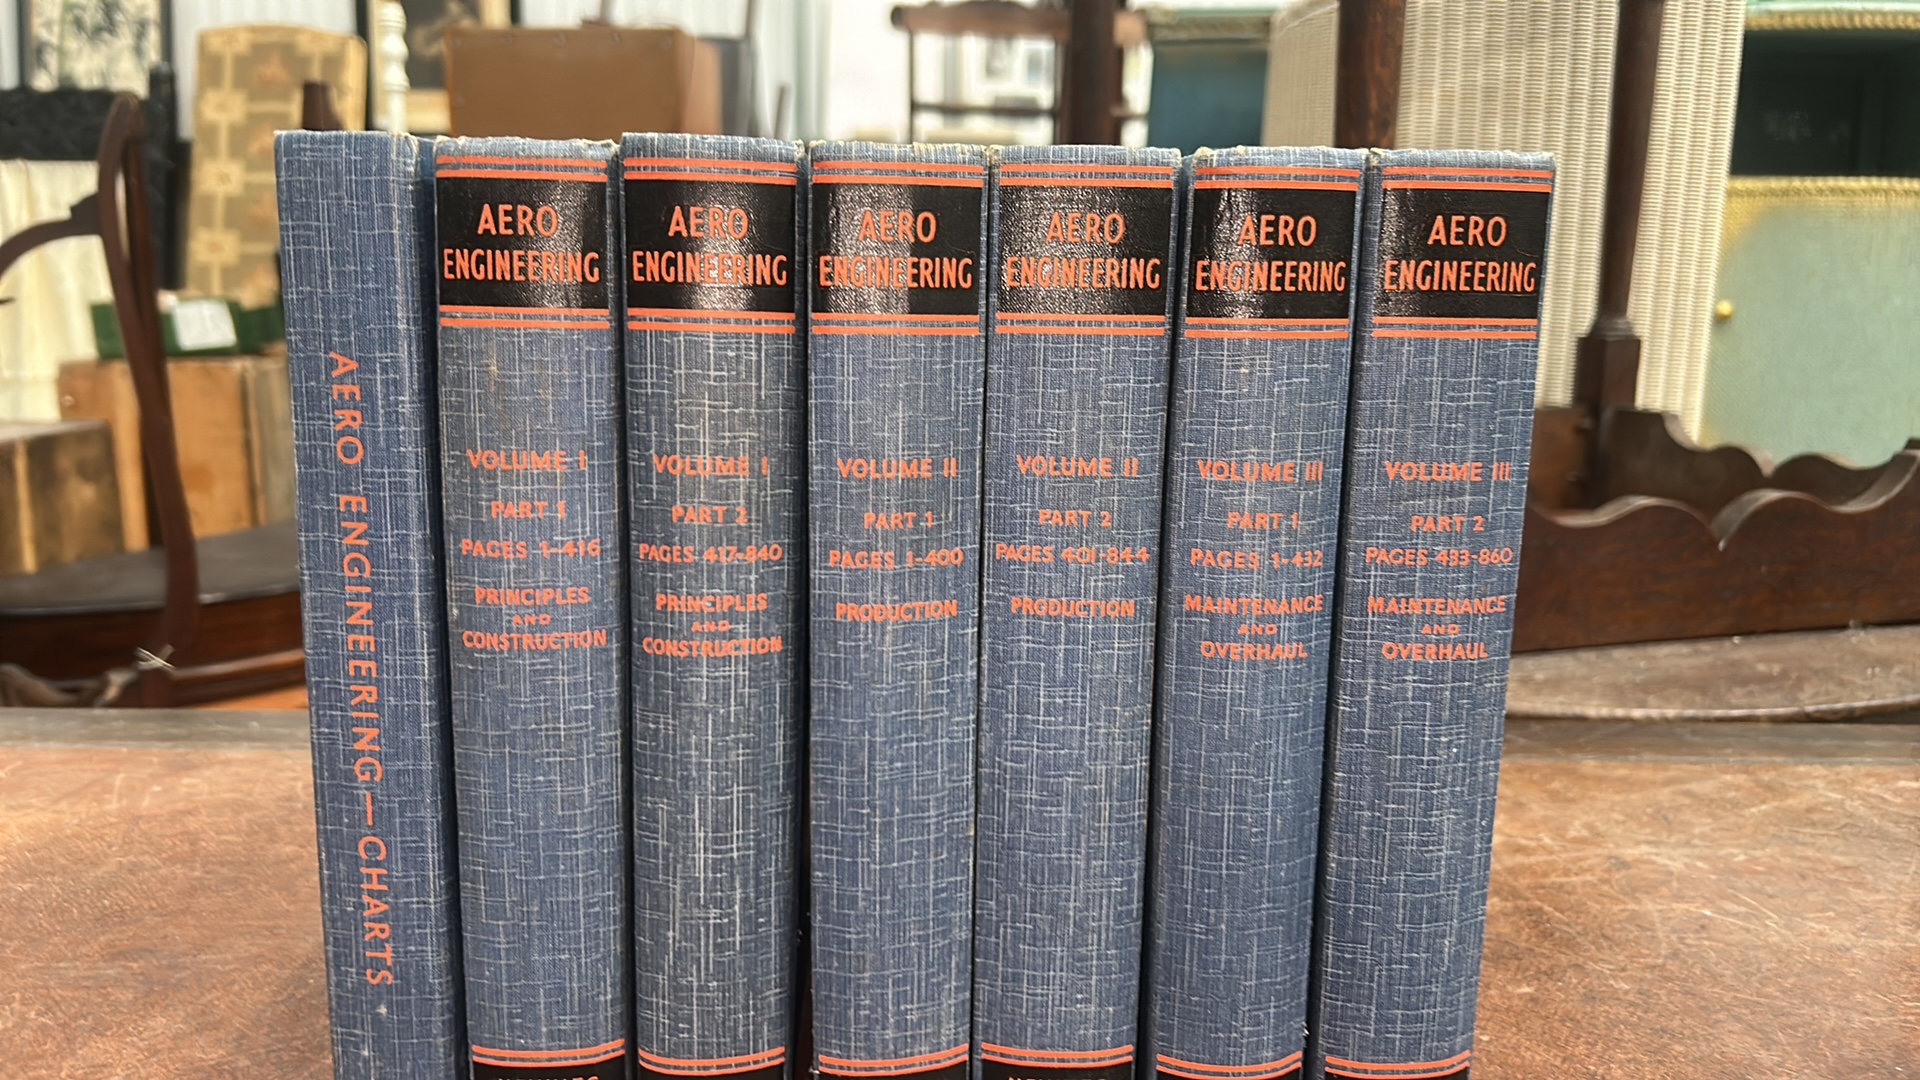 AERO ENGINEERING—CHARTS
AERO
ENGINEERING
VOLUME I
PART 1
PAGES 1-416
PRINCIPLES
AND
CONSTRUCTION
AERO
ENGINEERING
VOLUME I
PART 2
PAGES 417-840
PRINCIPLES
AND
CONSTRUCTION
AERO
ENGINEERING
VOLUME II
PART 1
PAGES 1-400
PRODUCTION
AERO
ENGINEERING
VOLUME II
PART 2
PAGES 401-844
PRODUCTION
AERO
ENGINEERING
VOLUME III
PART 1
PAGES 1-432
MAINTENANCE
AND
OVERHAUL
AERO
ENGINEERING
VOLUME III
PART 2
PAGES 433-860
MAINTENANCE
AND
OVERHAUL